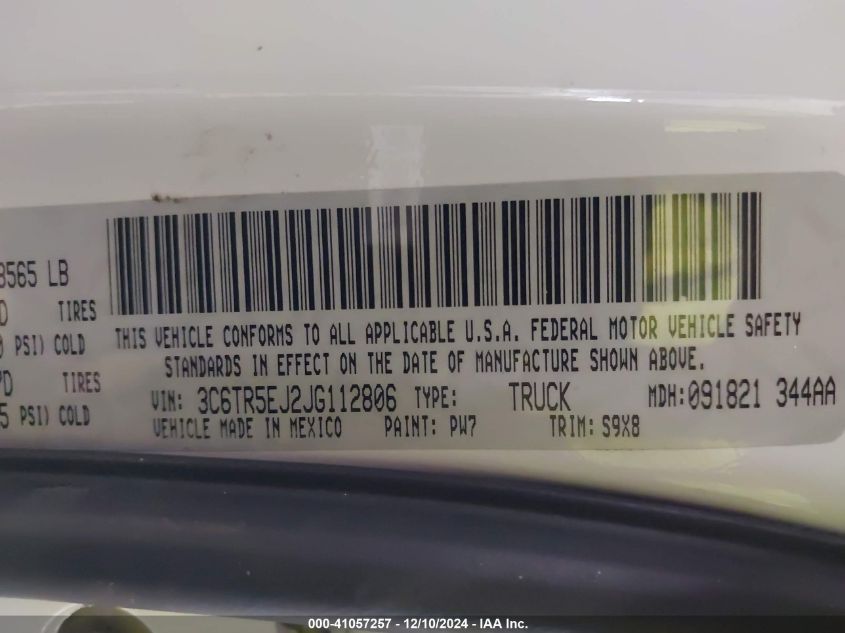 8565 LB
TIRES
PSI) COLD
TIRES
5 PSI) COLD
THIS VEHICLE CONFORMS TO ALL APPLICABLE U.S.A. FEDERAL MOTOR VEHICLE SAFETY
STANDARDS IN EFFECT ON THE DATE OF MANUFACTURE SHOWN ABOVE.
VIN: 3C6TR5EJ2JG112806 TYPE: TRUCK MDH: 091821 344AA
VEHICLE MADE IN MEXICO PAINT: PW7 TRIM: S9X8
000-41057257 - 12/10/2024 - IAA Inc.